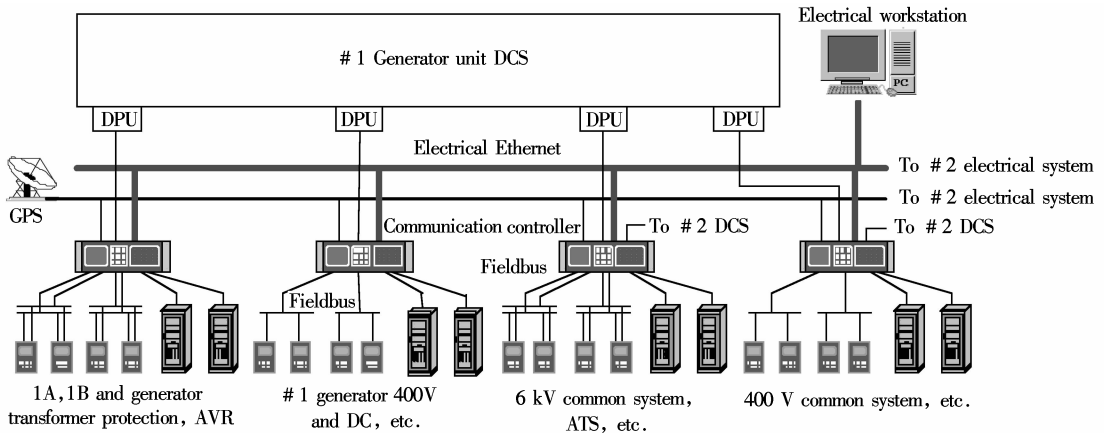 Electrical workstation
# 1 Generator unit DCS
PC
DPU
DPU
DPU
DPU
Electrical Ethernet
To # 2 electrical system
To # 2 electrical system
GPS
Communication controller
To # 2 DCS
To # 2 DCS
Fieldbus
Fieldbus
1A,1B and generator
transformer protection, AVR
# 1 generator 400V
and DC, etc.
6 kV common system,
ATS, etc.
400 V common system, etc.